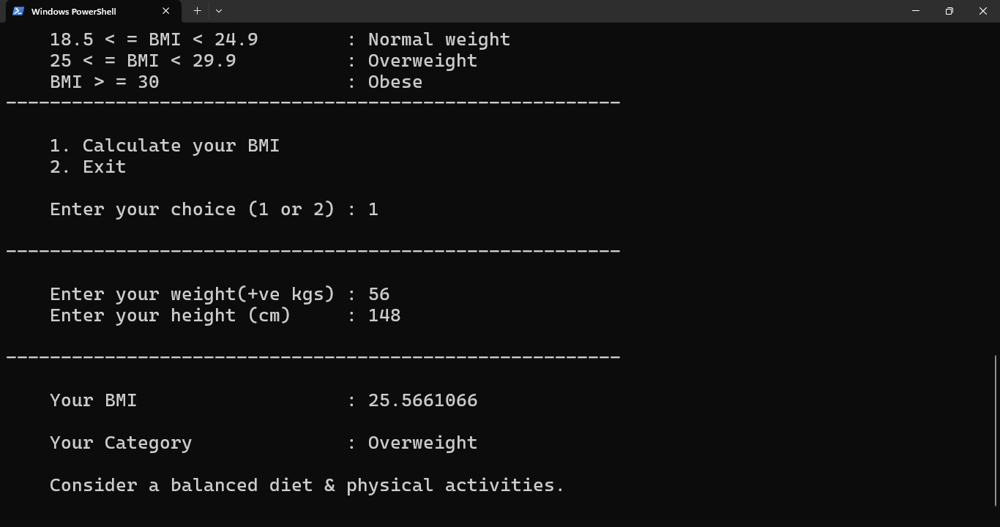 Windows PowerShell
18.5 < = BMI < 24.9 : Normal weight
25 < = BMI < 29.9 : Overweight
BMI > = 30 : Obese
--------------------------------------------------------
1. Calculate your BMI
2. Exit
Enter your choice (1 or 2) : 1
--------------------------------------------------------
Enter your weight(+ve kgs) : 56
Enter your height (cm) : 148
--------------------------------------------------------
Your BMI : 25.5661066
Your Category : Overweight
Consider a balanced diet & physical activities.